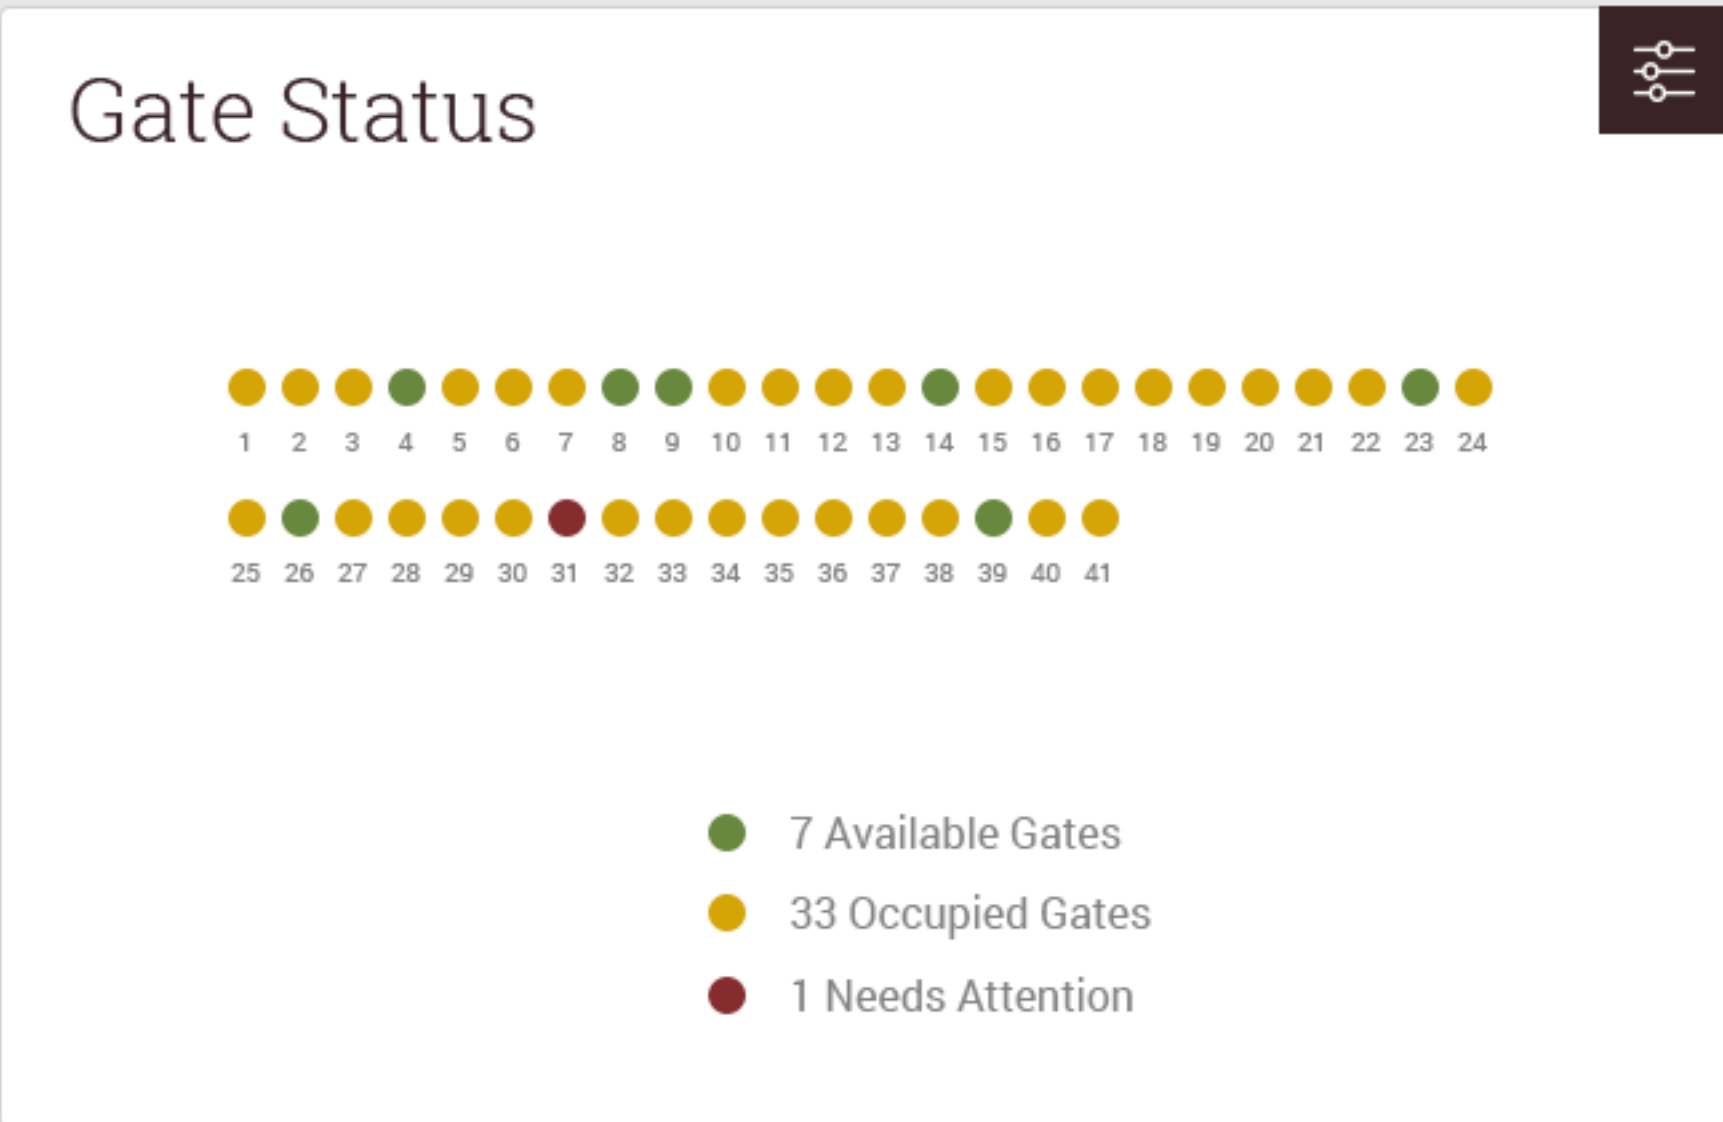 Gate Status
1 2 3 4 5 6 7 8 9 10 11 12 13 14 15 16 17 18 19 20 21 22 23 24
25 26 27 28 29 30 31 32 33 34 35 36 37 38 39 40 41
7 Available Gates
33 Occupied Gates
1 Needs Attention